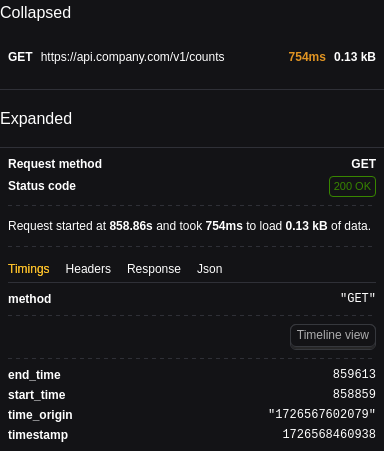 Collapsed
GET https://api.company.com/v1/counts 754ms 0.13 kB
Expanded
Request method GET
Status code 200 OK
Request started at 858.86s and took 754ms to load 0.13 kB of data.
Timings Headers Response Json
method "GET"
Timeline view
end_time 859613
start_time 858859
time_origin "1726567602079"
timestamp 1726568460938